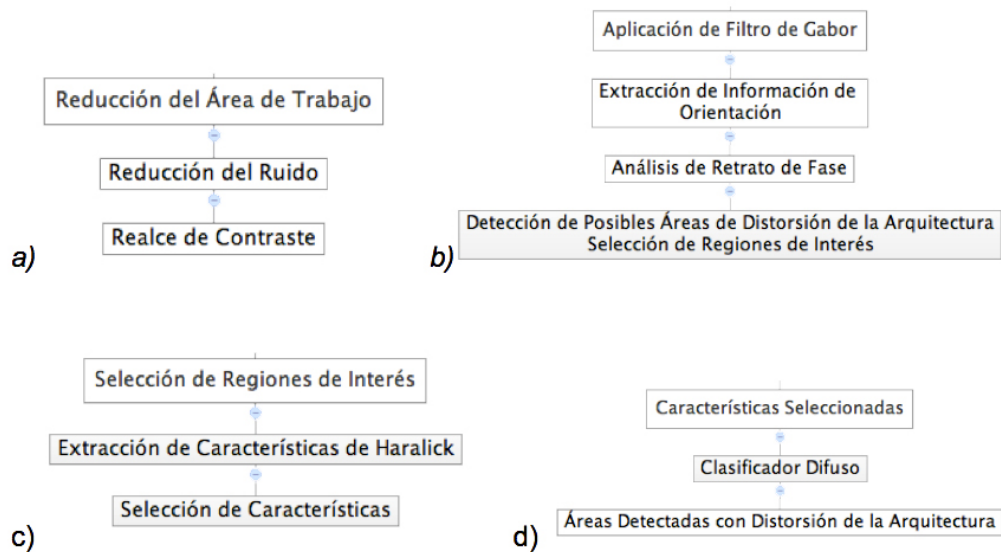 Reducción del Área de Trabajo
Reducción del Ruido
Realce de Contraste
a)
Aplicación de Filtro de Gabor
Extracción de Información de
Orientación
Análisis de Retrato de Fase
Detección de Posibles Áreas de Distorsión de la Arquitectura
Selección de Regiones de Interés
b)
Selección de Regiones de Interés
Extracción de Características de Haralick
Selección de Características
c)
Características Seleccionadas
Clasificador Difuso
Áreas Detectadas con Distorsión de la Arquitectura
d)